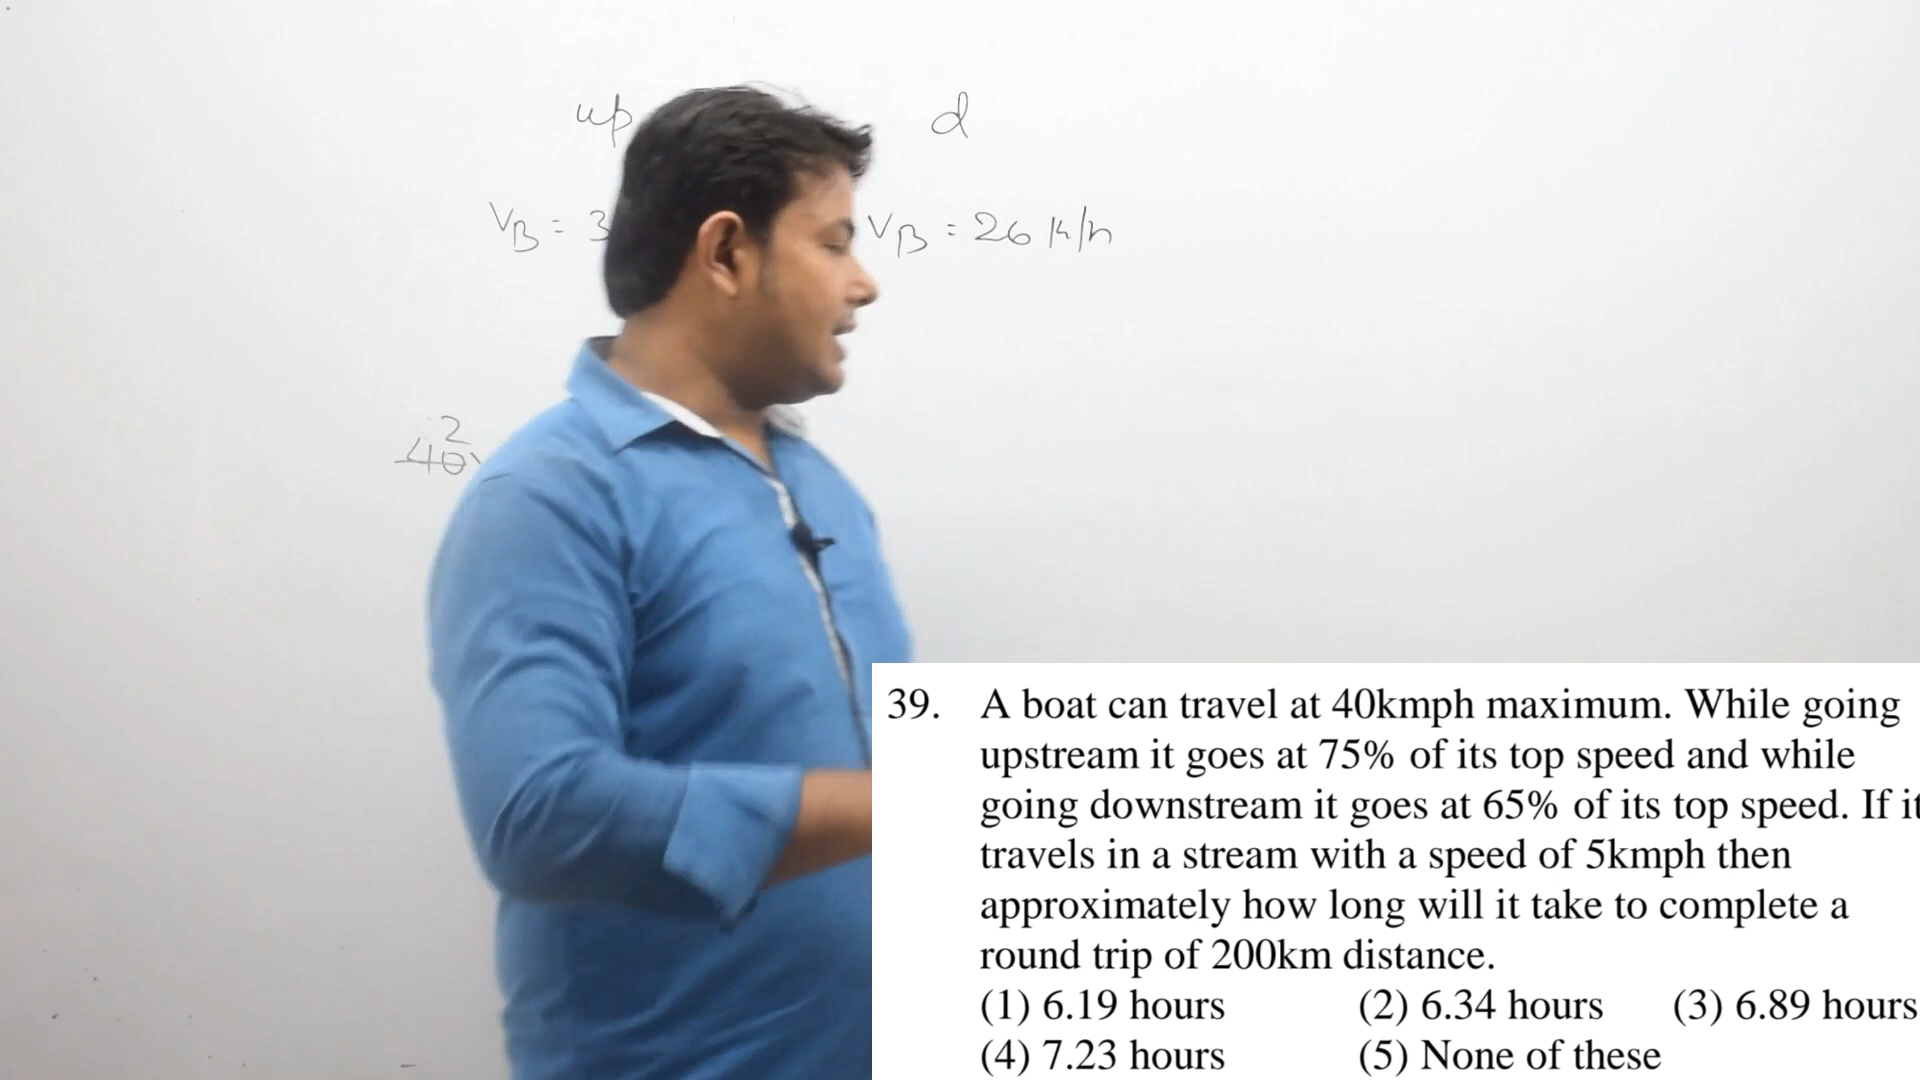 up d
VB = 3 VB = 26 K/h
2
40
39. A boat can travel at 40kmph maximum. While going
upstream it goes at 75% of its top speed and while
going downstream it goes at 65% of its top speed. If it
travels in a stream with a speed of 5kmph then
approximately how long will it take to complete a
round trip of 200km distance.
(1) 6.19 hours (2) 6.34 hours (3) 6.89 hours
(4) 7.23 hours (5) None of these